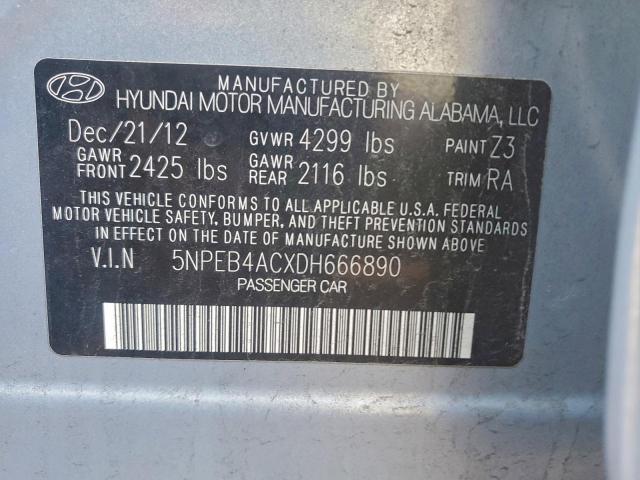 MANUFACTURED BY
HYUNDAI MOTOR MANUFACTURING ALABAMA, LLC
Dec/21/12 GVWR 4299 lbs PAINT Z3
GAWR FRONT 2425 lbs GAWR REAR 2116 lbs TRIM RA
THIS VEHICLE CONFORMS TO ALL APPLICABLE U.S.A. FEDERAL
MOTOR VEHICLE SAFETY, BUMPER, AND THEFT PREVENTION STANDARDS
IN EFFECT ON THE DATE OF MANUFACTURE SHOWN ABOVE
V.I.N 5NPEB4ACXDH666890
PASSENGER CAR